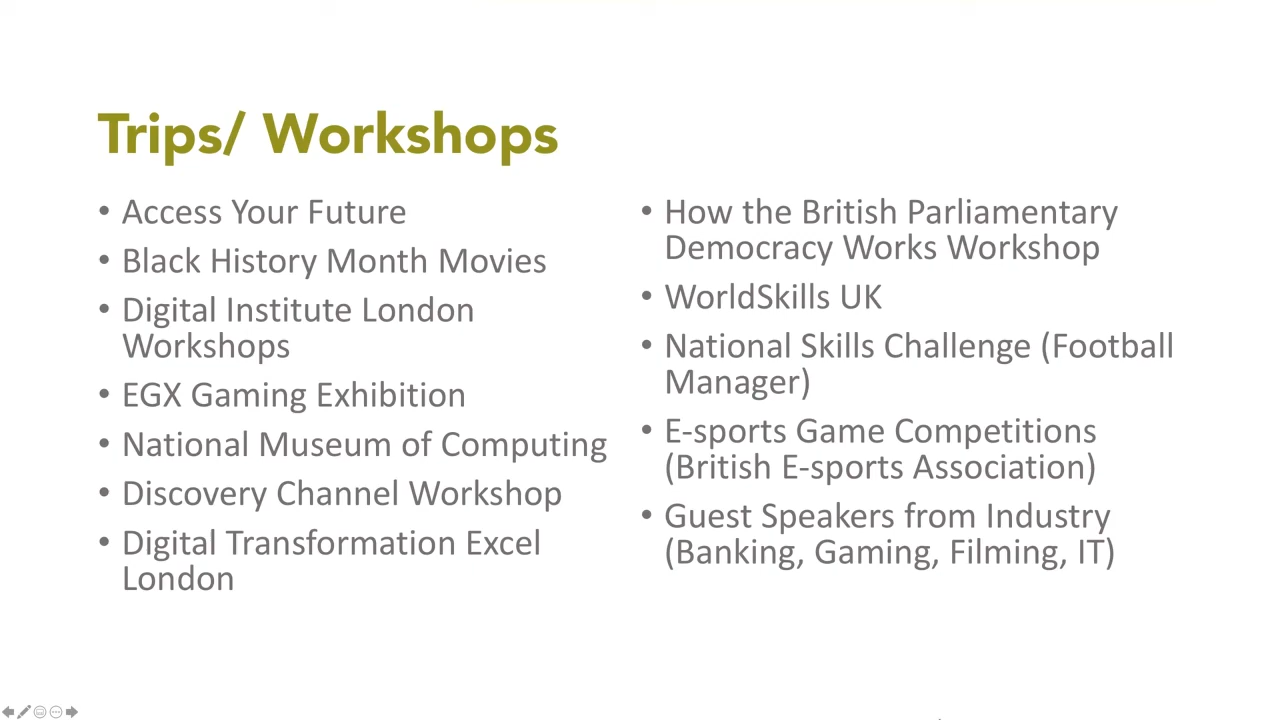 Trips/ Workshops
• Access Your Future
• Black History Month Movies
• Digital Institute London
Workshops
• EGX Gaming Exhibition
• National Museum of Computing
• Discovery Channel Workshop
• Digital Transformation Excel
London
• How the British Parliamentary
Democracy Works Workshop
• WorldSkills UK
• National Skills Challenge (Football
Manager)
• E-sports Game Competitions
(British E-sports Association)
• Guest Speakers from Industry
(Banking, Gaming, Filming, IT)